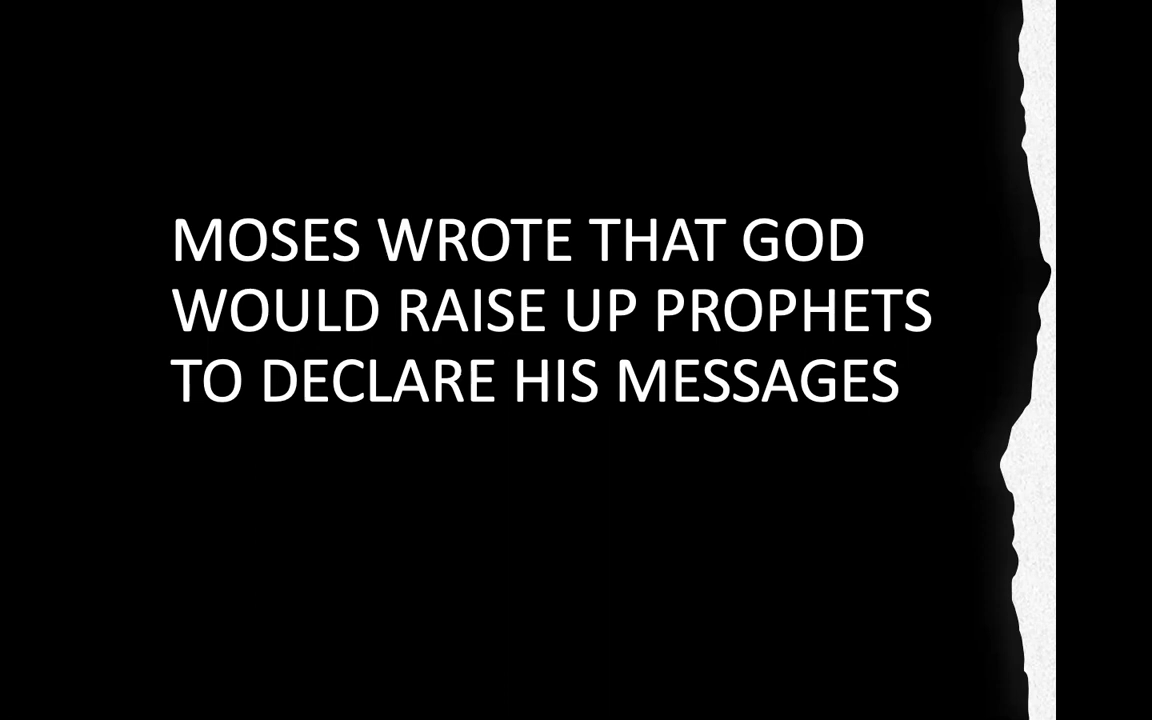 MOSES WROTE THAT GOD
WOULD RAISE UP PROPHETS
TO DECLARE HIS MESSAGES